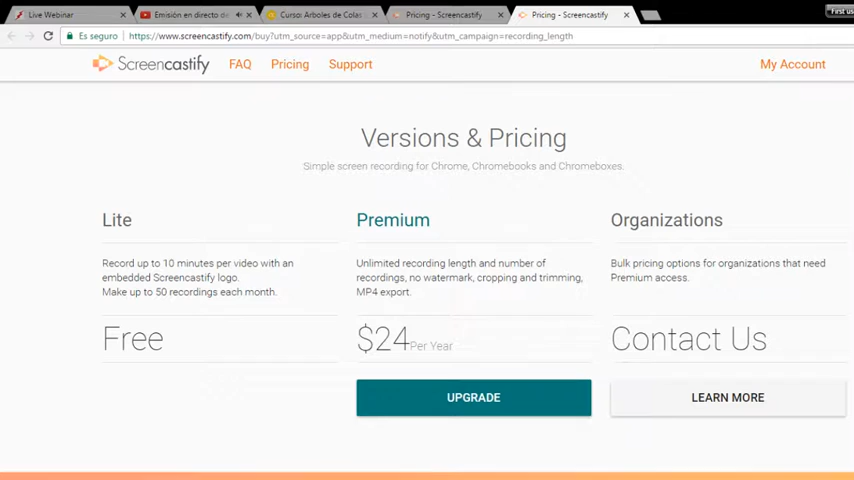 Live Webinar
Emisión en directo de
Curso: Arboles de Colas
Pricing - Screencastify
Pricing - Screencastify
First us
Es seguro
https://www.screencastify.com/buy?utm_source=app&utm_medium=notify&utm_campaign=recording_length
Screencastify
FAQ
Pricing
Support
My Account
Versions & Pricing
Simple screen recording for Chrome, Chromebooks and Chromeboxes.
Lite
Record up to 10 minutes per video with an
embedded Screencastify logo.
Make up to 50 recordings each month.
Free
Premium
Unlimited recording length and number of
recordings, no watermark, cropping and trimming,
MP4 export.
$24 Per Year
UPGRADE
Organizations
Bulk pricing options for organizations that need
Premium access.
Contact Us
LEARN MORE